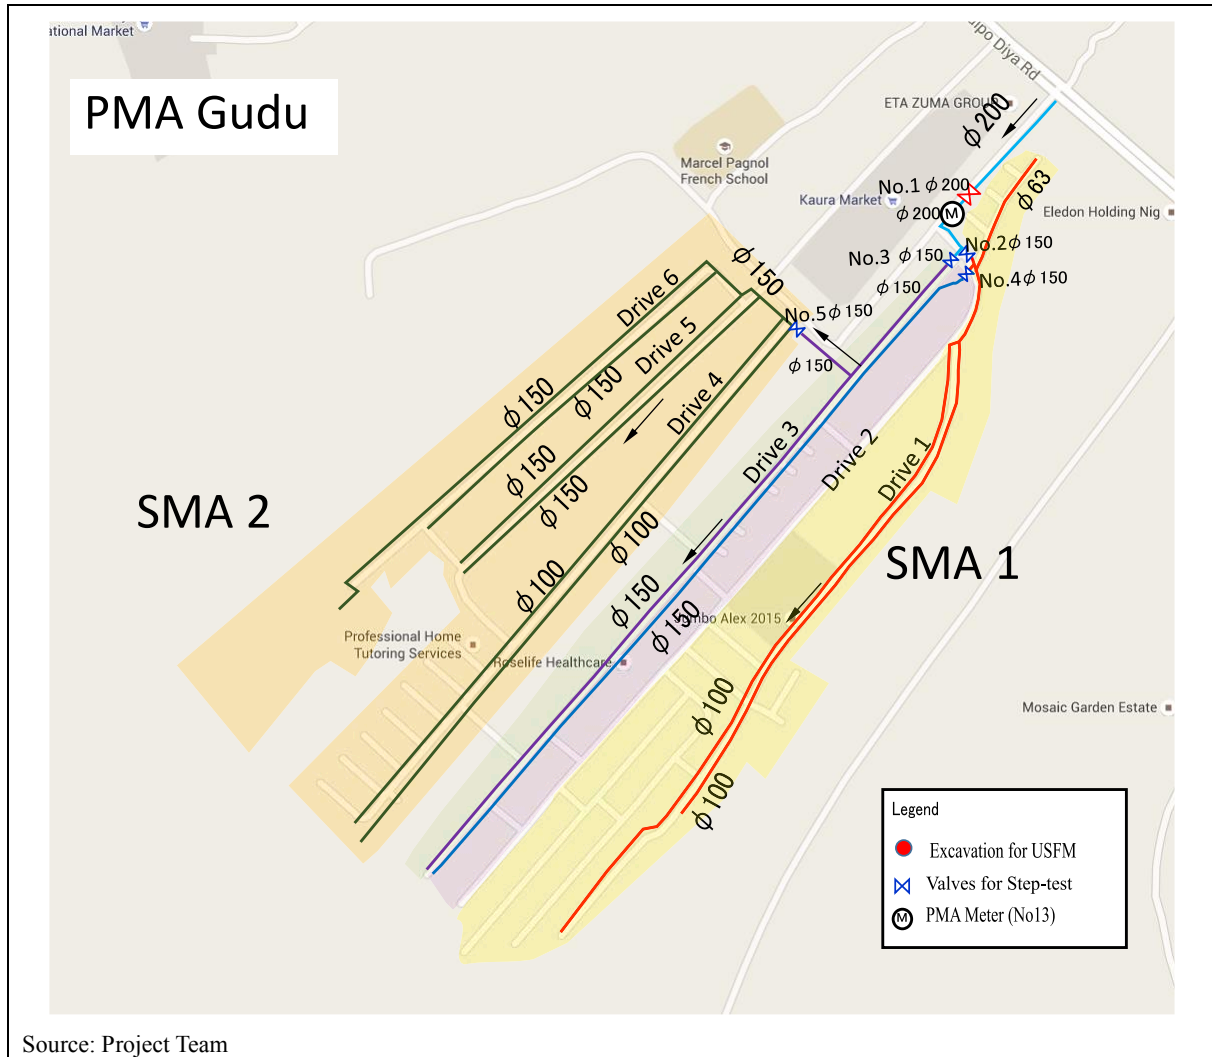 ational Market
PMA Gudu
ipo Diya Rd
ETA ZUMA GROUP
ϕ 200
Marcel Pagnol
French School
No.1 ϕ 200
Kaura Market
ϕ 200
M
ϕ 63
Eledon Holding Nig
No.2 ϕ 150
No.3 ϕ 150
No.4 ϕ 150
ϕ 150
ϕ 150
No.5 ϕ 150
ϕ 150
Drive 6
Drive 5
Drive 4
Drive 3
Drive 2
Drive 1
ϕ 150
ϕ 150
ϕ 150
ϕ 150
SMA 2
ϕ 100
ϕ 100
SMA 1
ϕ 150
ϕ 150
Jumbo Alex 2015
Professional Home
Tutoring Services
Roselife Healthcare
ϕ 100
ϕ 100
Mosaic Garden Estate
Legend
Excavation for USFM
Valves for Step-test
M PMA Meter (No13)
Source: Project Team